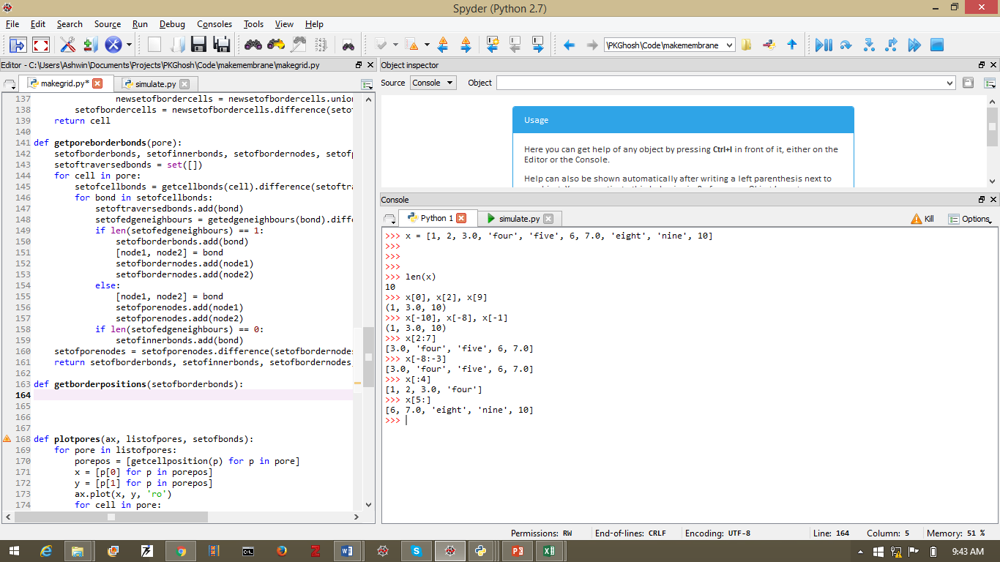 Spyder (Python 2.7)
File Edit Search Source Run Debug Consoles Tools View Help
\PKGhosh\Code\makemembrane
Editor - C:\Users\Ashwin\Documents\Projects\PKGhosh\Code\makemembrane\makegrid.py
makegrid.py* simulate.py
137 newsetofbordercells = newsetofbordercells.union
138 setofbordercells = newsetofbordercells.difference(seto
139 return cell
140
141 def getporeborderbonds(pore):
142 setofborderbonds, setofinnerbonds, setofbordernodes, setofp
143 setoftraversedbonds = set([])
144 for cell in pore:
145 setofcellbonds = getcellbonds(cell).difference(setoftra
146 for bond in setofcellbonds:
147 setoftraversedbonds.add(bond)
148 setofedgeneighbours = getedgeneighbours(bond).diffe
149 if len(setofedgeneighbours) == 1:
150 setofborderbonds.add(bond)
151 [node1, node2] = bond
152 setofbordernodes.add(node1)
153 setofbordernodes.add(node2)
154 else:
155 [node1, node2] = bond
156 setofporenodes.add(node1)
157 setofporenodes.add(node2)
158 if len(setofedgeneighbours) == 0:
159 setofinnerbonds.add(bond)
160 setofporenodes = setofporenodes.difference(setofbordernodes
161 return setofborderbonds, setofinnerbonds, setofbordernodes,
162
163 def getborderpositions(setofborderbonds):
164
165
166
167
168 def plotpores(ax, listofpores, setofbonds):
169 for pore in listofpores:
170 porepos = [getcellposition(p) for p in pore]
171 x = [p[0] for p in porepos]
172 y = [p[1] for p in porepos]
173 ax.plot(x, y, 'ro')
174 for cell in pore:
Object inspector
Source Console Object
Usage
Here you can get help of any object by pressing Ctrl+I in front of it, either on the
Editor or the Console.
Help can also be shown automatically after writing a left parenthesis next to
Console
Python 1 simulate.py Kill Options
>>> x = [1, 2, 3.0, 'four', 'five', 6, 7.0, 'eight', 'nine', 10]
>>>
>>>
>>>
>>> len(x)
10
>>> x[0], x[2], x[9]
(1, 3.0, 10)
>>> x[-10], x[-8], x[-1]
(1, 3.0, 10)
>>> x[2:7]
[3.0, 'four', 'five', 6, 7.0]
>>> x[-8:-3]
[3.0, 'four', 'five', 6, 7.0]
>>> x[:4]
[1, 2, 3.0, 'four']
>>> x[5:]
[6, 7.0, 'eight', 'nine', 10]
>>>
Permissions: RW End-of-lines: CRLF Encoding: UTF-8 Line: 164 Column: 5 Memory: 51 %
9:43 AM